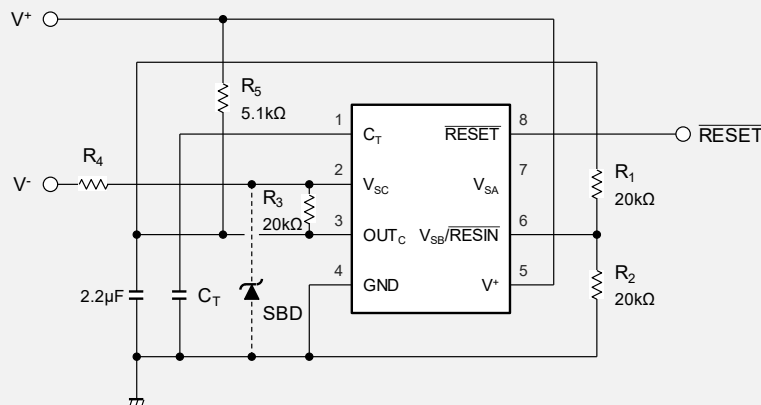 V+
R5
5.1kΩ
1
CT
RESET
8
RESET
R4
2
7
V-
VSC
VSA
R1
20kΩ
R3
20kΩ
3
OUTC
VSB/RESIN
6
4
GND
V+
5
R2
20kΩ
2.2µF
CT
SBD